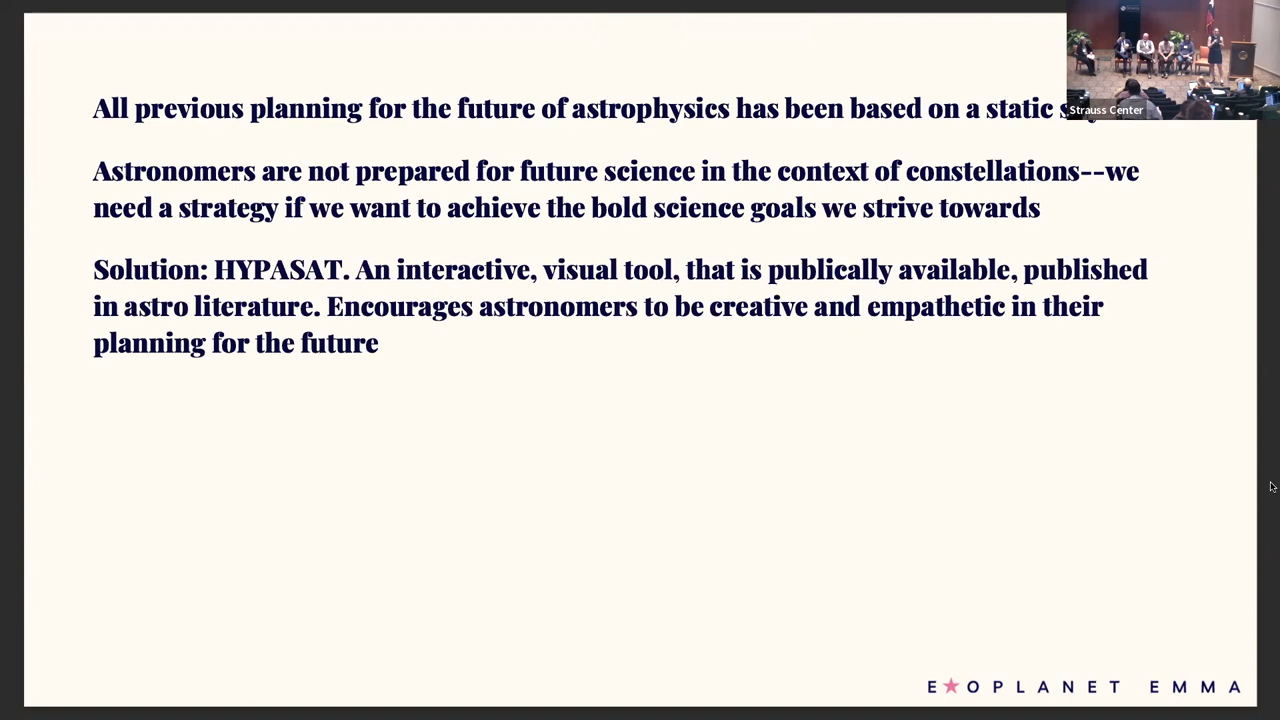 All previous planning for the future of astrophysics has been based on a static
Astronomers are not prepared for future science in the context of constellations--we
need a strategy if we want to achieve the bold science goals we strive towards
Solution: HYPASAT. An interactive, visual tool, that is publically available, published
in astro literature. Encourages astronomers to be creative and empathetic in their
planning for the future
Strauss Center
E★OPLANET EMMA